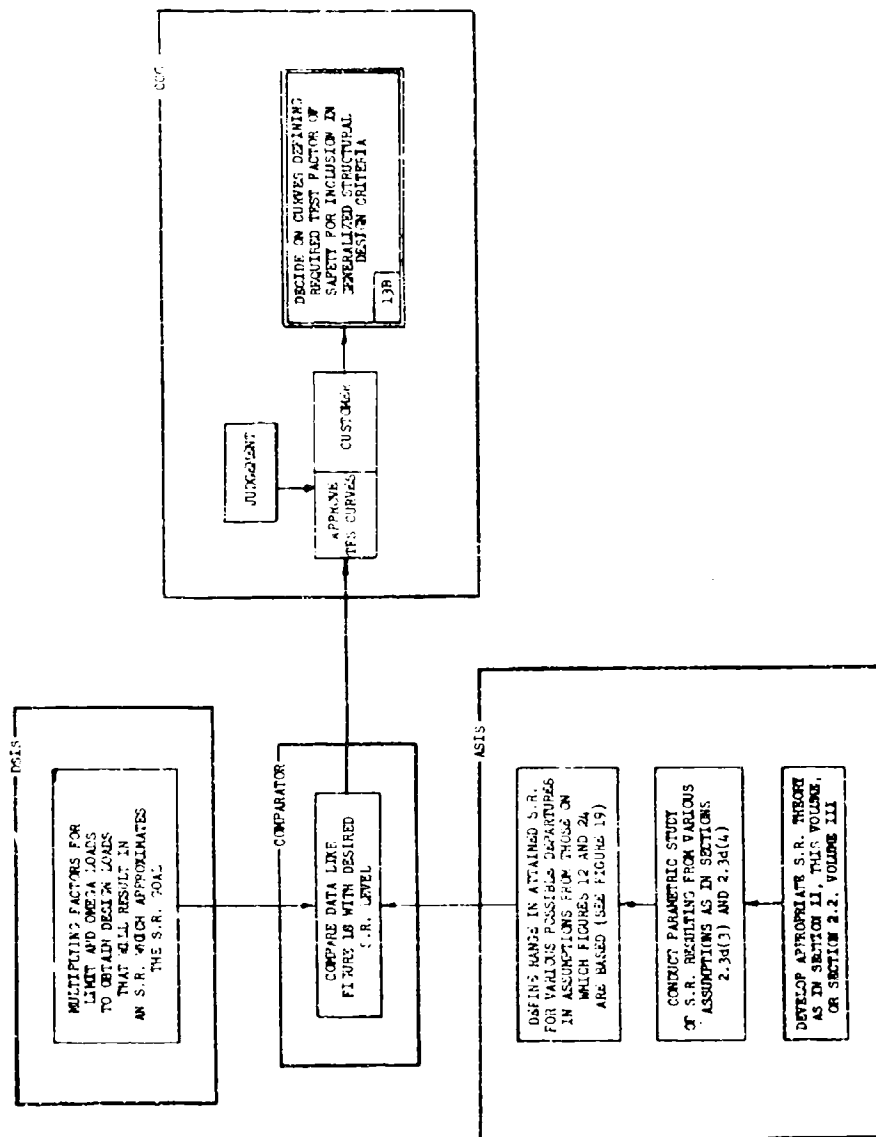 DSIS
MULTIPLYING FACTORS FOR
LIMIT AND OMEGA LOADS
TO OBTAIN DESIGN LOADS
THAT WILL RESULT IN
AN S.R. WHICH APPROXIMATES
THE S.R. GOAL
COMPARATOR
COMPARE DATA LIKE
FIGURE 18 WITH DESIRED
S.R. LEVEL
ASIS
DEFINE RANGE IN ATTAINED S.R.
FOR VARIOUS POSSIBLE DEPARTURES
IN ASSUMPTIONS FROM THOSE ON
WHICH FIGURES 12 AND 24
ARE BASED (SEE FIGURE 19)
CONDUCT PARAMETRIC STUDY
OF S.R. RESULTING FROM VARIOUS
ASSUMPTIONS AS IN SECTIONS
2.3d(3) AND 2.3d(4)
DEVELOP APPROPRIATE S.R. THEORY
AS IN SECTION II, THIS VOLUME,
OR SECTION 2.2, VOLUME III
JUDGEMENT
APPROVE
TFS CURVES
CUSTOMER
DECIDE ON CURVES DEFINING
REQUIRED TEST FACTOR OF
SAFETY FOR INCLUSION IN
GENERALIZED STRUCTURAL
DESIGN CRITERIA
13B